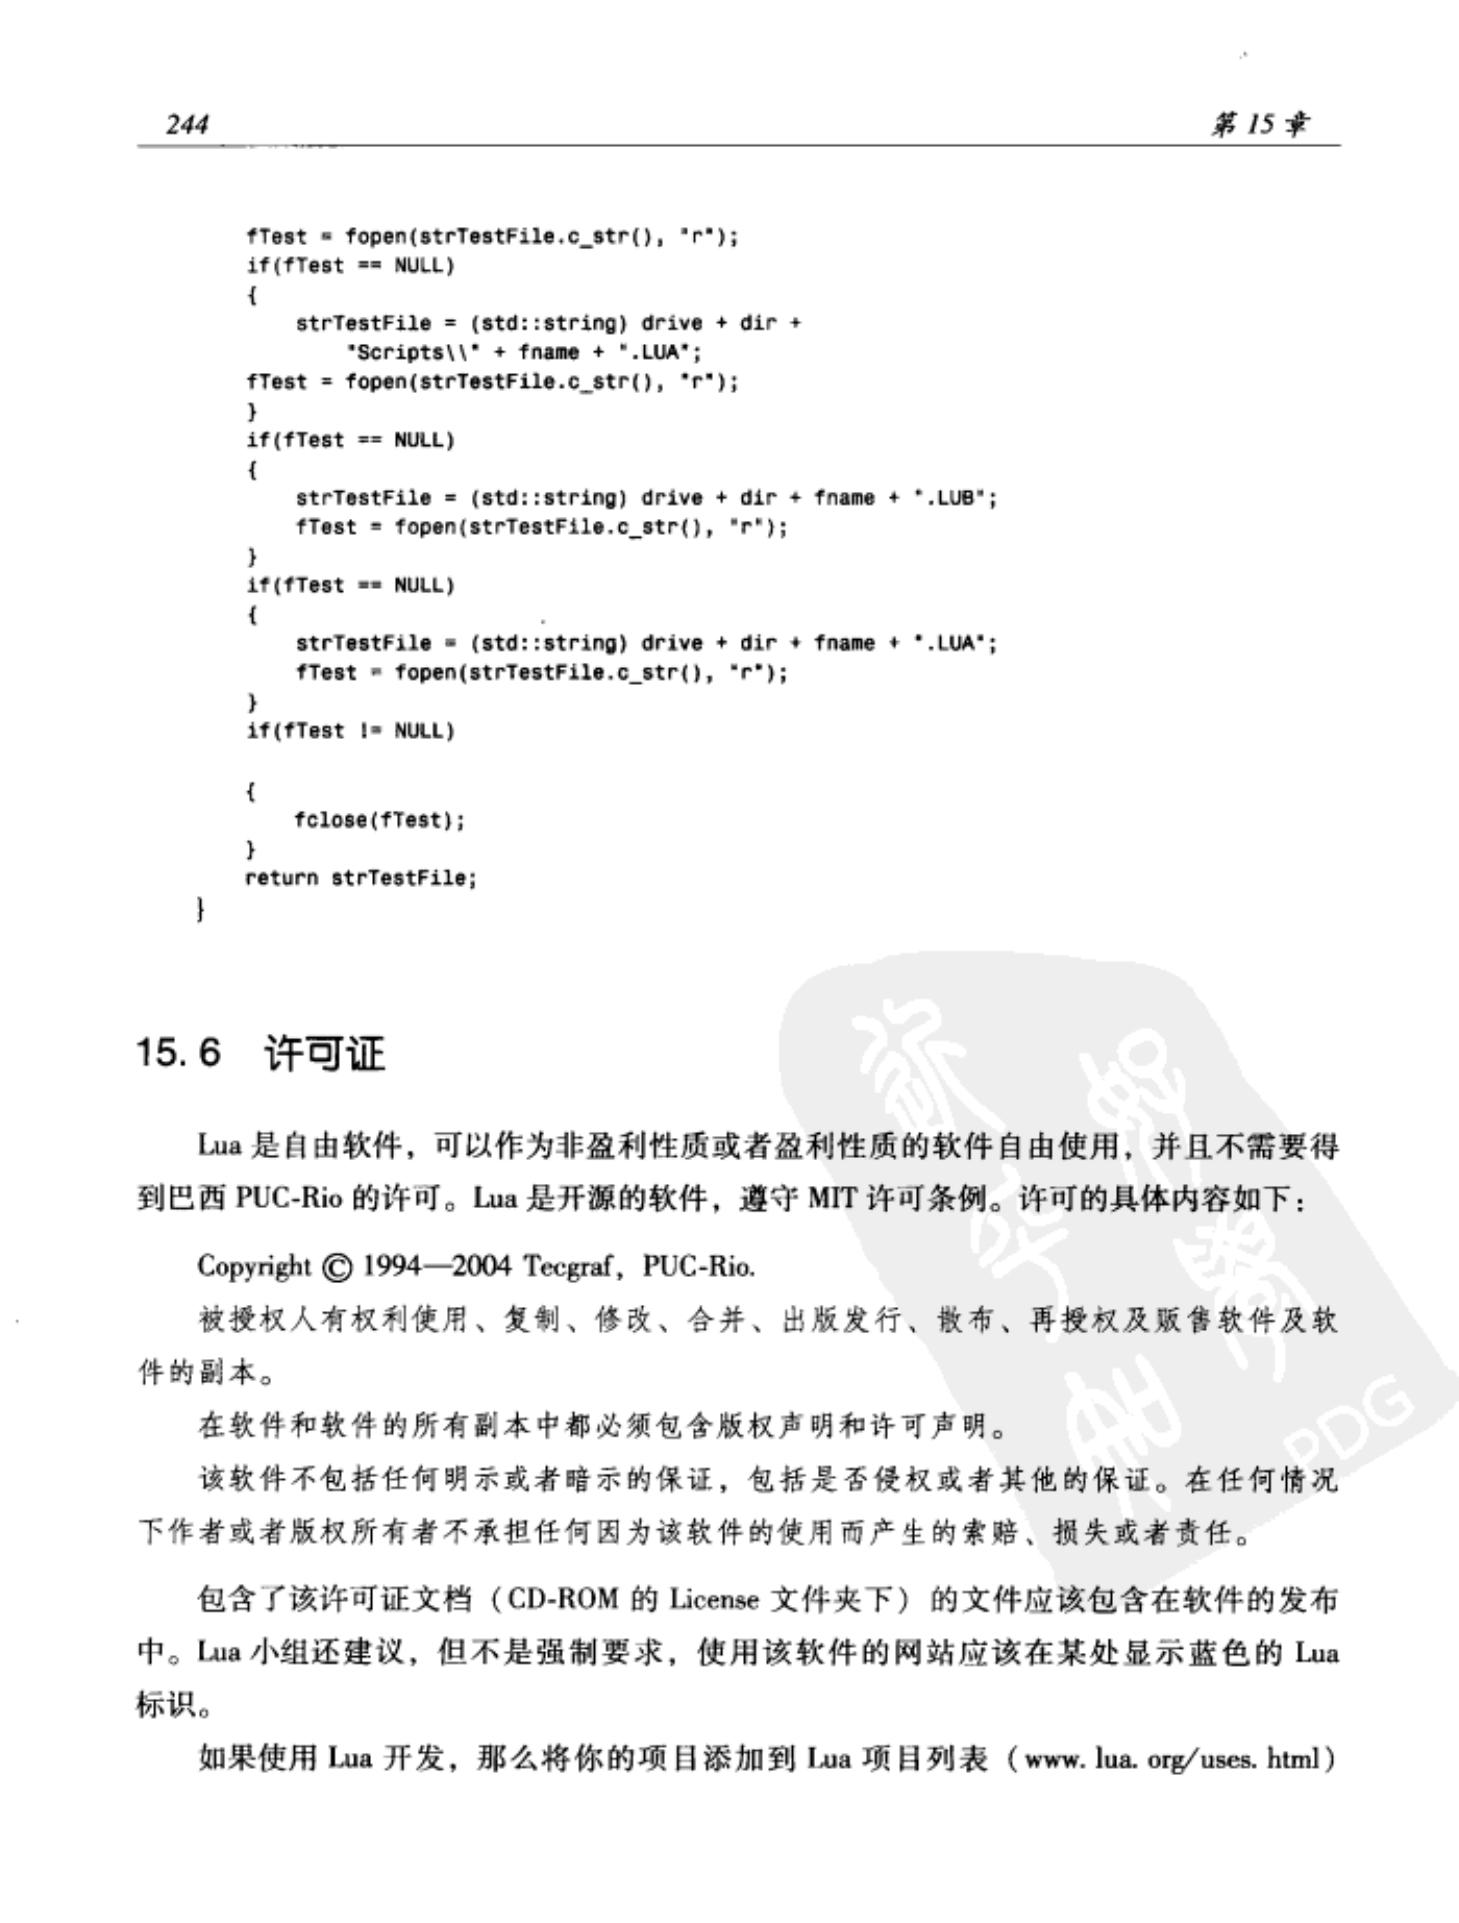 244
第 15 章
fTest = fopen(strTestFile.c_str(), "r");
if(fTest == NULL)
{
strTestFile = (std::string) drive + dir +
"Scripts\\" + fname + ".LUA";
fTest = fopen(strTestFile.c_str(), "r");
}
if(fTest == NULL)
{
strTestFile = (std::string) drive + dir + fname + ".LUB";
fTest = fopen(strTestFile.c_str(), "r");
}
if(fTest == NULL)
{
strTestFile = (std::string) drive + dir + fname + ".LUA";
fTest = fopen(strTestFile.c_str(), "r");
}
if(fTest != NULL)
{
fclose(fTest);
}
return strTestFile;
}
15.6 许可证
Lua 是自由软件，可以作为非盈利性质或者盈利性质的软件自由使用，并且不需要得
到巴西 PUC-Rio 的许可。Lua 是开源的软件，遵守 MIT 许可条例。许可的具体内容如下：
Copyright © 1994—2004 Tecgraf，PUC-Rio.
被授权人有权利使用、复制、修改、合并、出版发行、散布、再授权及贩售软件及软
件的副本。
在软件和软件的所有副本中都必须包含版权声明和许可声明。
该软件不包括任何明示或者暗示的保证，包括是否侵权或者其他的保证。在任何情况
下作者或者版权所有者不承担任何因为该软件的使用而产生的索赔、损失或者责任。
包含了该许可证文档（CD-ROM 的 License 文件夹下）的文件应该包含在软件的发布
中。Lua 小组还建议，但不是强制要求，使用该软件的网站应该在某处显示蓝色的 Lua
标识。
如果使用 Lua 开发，那么将你的项目添加到 Lua 项目列表（www.lua.org/uses.html）
PDG